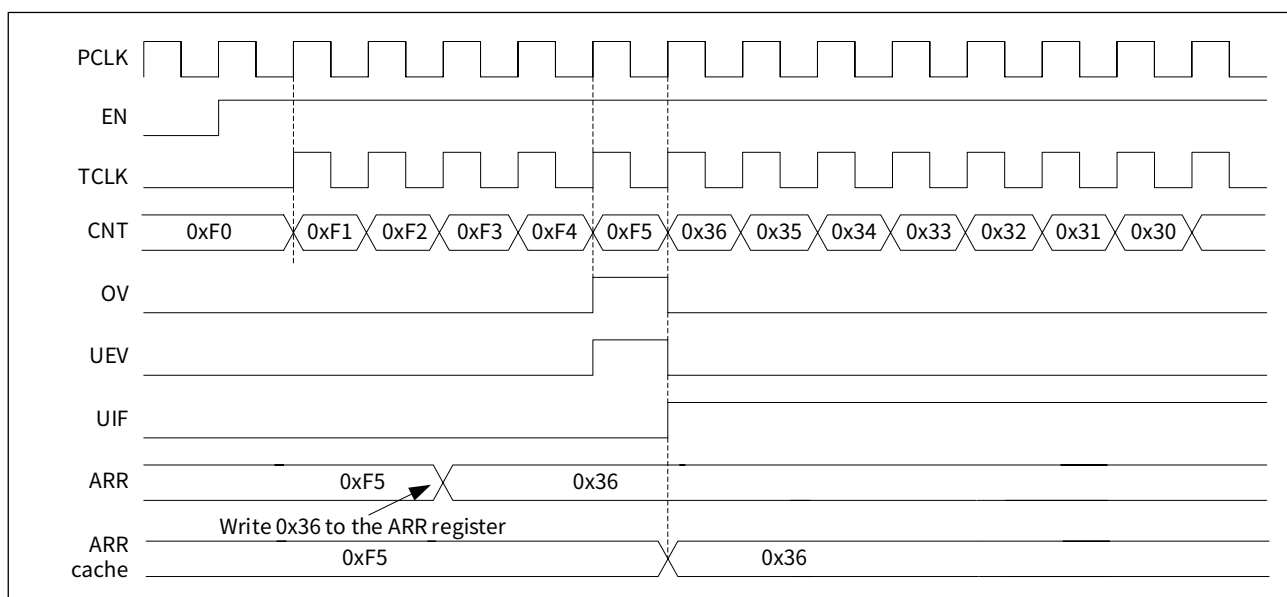 PCLK
EN
TCLK
CNT 0xF0 0xF1 0xF2 0xF3 0xF4 0xF5 0x36 0x35 0x34 0x33 0x32 0x31 0x30
OV
UEV
UIF
ARR 0xF5 0x36
Write 0x36 to the ARR register
ARR
cache 0xF5 0x36